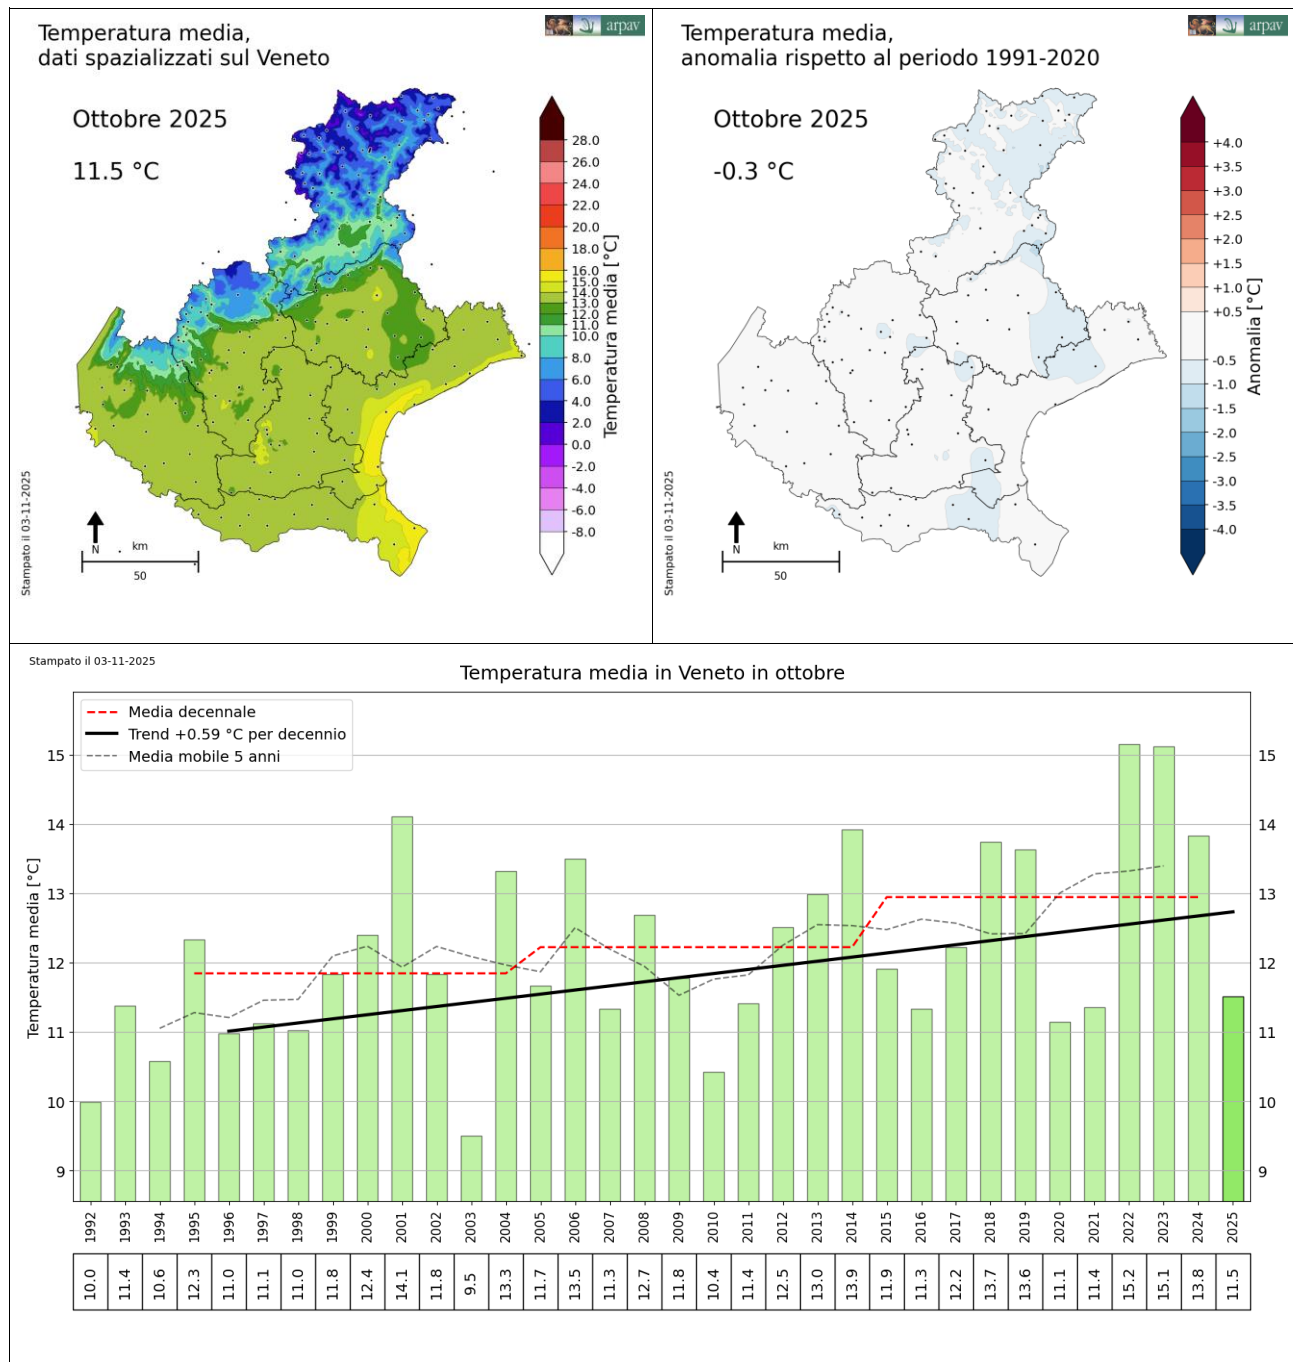 Temperatura media,
dati spazializzati sul Veneto
arpav
Ottobre 2025
11.5 °C
28.0
26.0
24.0
22.0
20.0
18.0
16.0
15.0
14.0
13.0
12.0
11.0
10.0
8.0
6.0
4.0
2.0
0.0
-2.0
-4.0
-6.0
-8.0
Temperatura media [°C]
Stampato il 03-11-2025
N
km
50
Temperatura media,
anomalia rispetto al periodo 1991-2020
arpav
Ottobre 2025
-0.3 °C
+4.0
+3.5
+3.0
+2.5
+2.0
+1.5
+1.0
+0.5
-0.5
-1.0
-1.5
-2.0
-2.5
-3.0
-3.5
-4.0
Anomalia [°C]
Stampato il 03-11-2025
N
km
50
Stampato il 03-11-2025
Temperatura media in Veneto in ottobre
Media decennale
Trend +0.59 °C per decennio
Media mobile 5 anni
Temperatura media [°C]
15 15
14 14
13 13
12 12
11 11
10 10
9 9
1992 1993 1994 1995 1996 1997 1998 1999 2000 2001 2002 2003 2004 2005 2006 2007 2008 2009 2010 2011 2012 2013 2014 2015 2016 2017 2018 2019 2020 2021 2022 2023 2024 2025
10.0 11.4 10.6 12.3 11.0 11.1 11.0 11.8 12.4 14.1 11.8 9.5 13.3 11.7 13.5 11.3 12.7 11.8 10.4 11.4 12.5 13.0 13.9 11.9 11.3 12.2 13.7 13.6 11.1 11.4 15.2 15.1 13.8 11.5